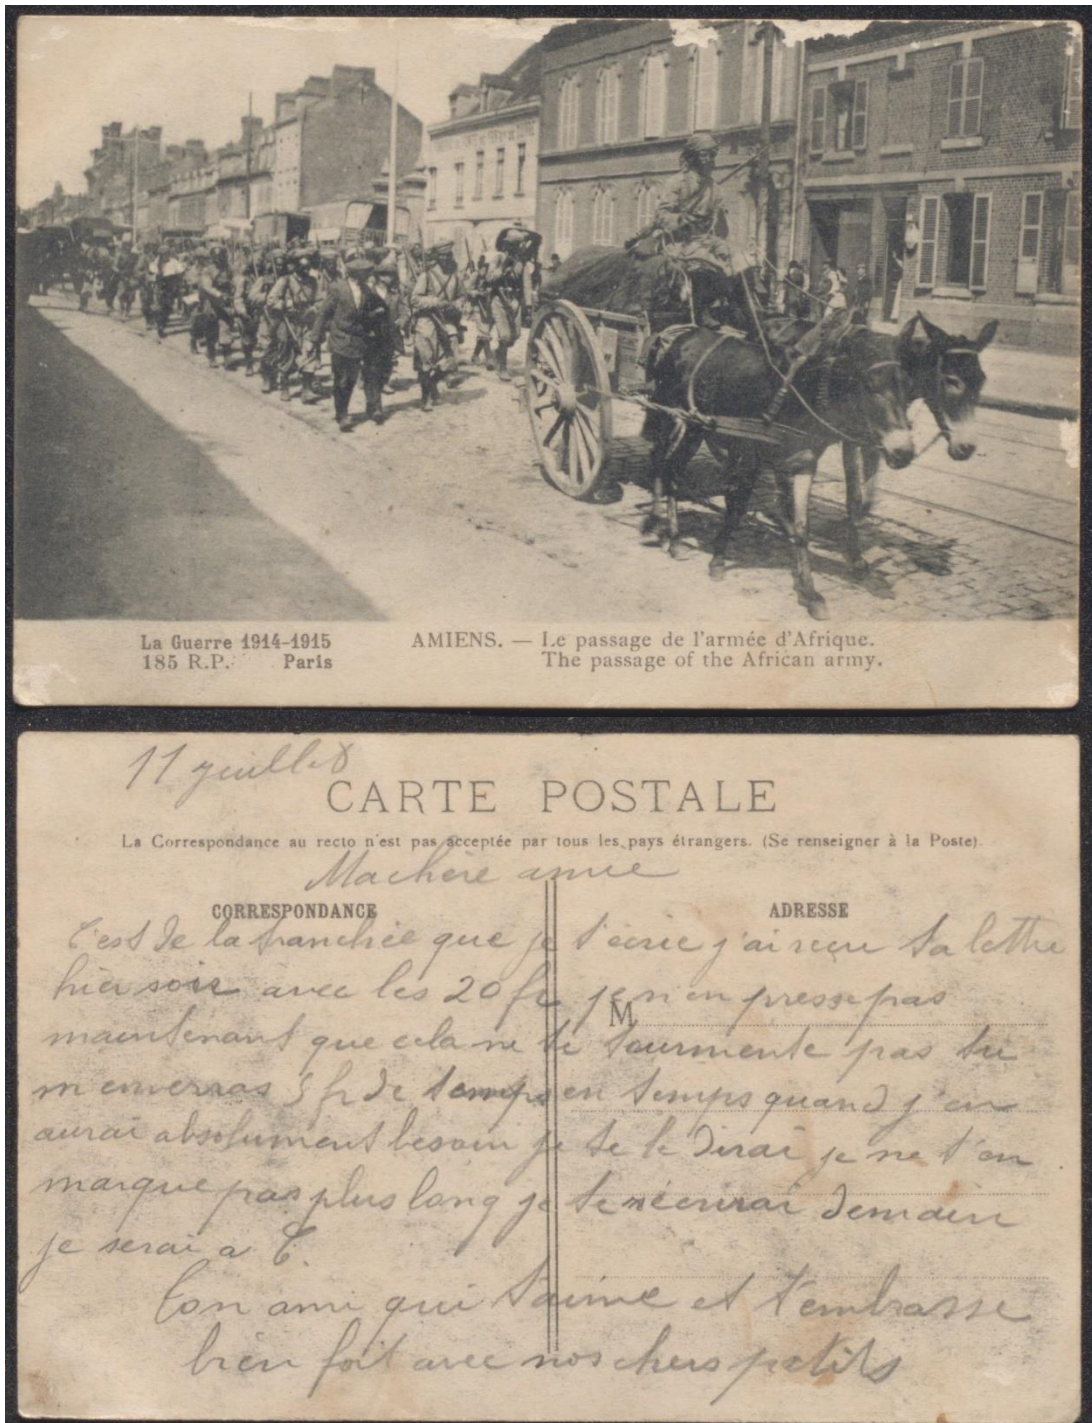 La Guerre 1914-1915
185 R.P. Paris
AMIENS. — Le passage de l'armée d'Afrique.
The passage of the African army.
11 juillet
CARTE POSTALE
La Correspondance au recto n'est pas acceptée par tous les pays étrangers. (Se renseigner à la Poste).
Machère amie
CORRESPONDANCE
ADRESSE
C'est de la tranchée que je t'écrie j'ai reçu ta lettre
hier soir avec les 20 fr je n'en presse pas
M
maintenant que cela ne te tourmente pas tu
m'enverras 5 fr de temps en temps quand j'en
aurai absolument besoin je te le dirai je ne t'en
marque pas plus long je te réécrirai demain
je serai a C.
Ton ami qui t'aime et t'embrasse
bien fort avec nos chers petits